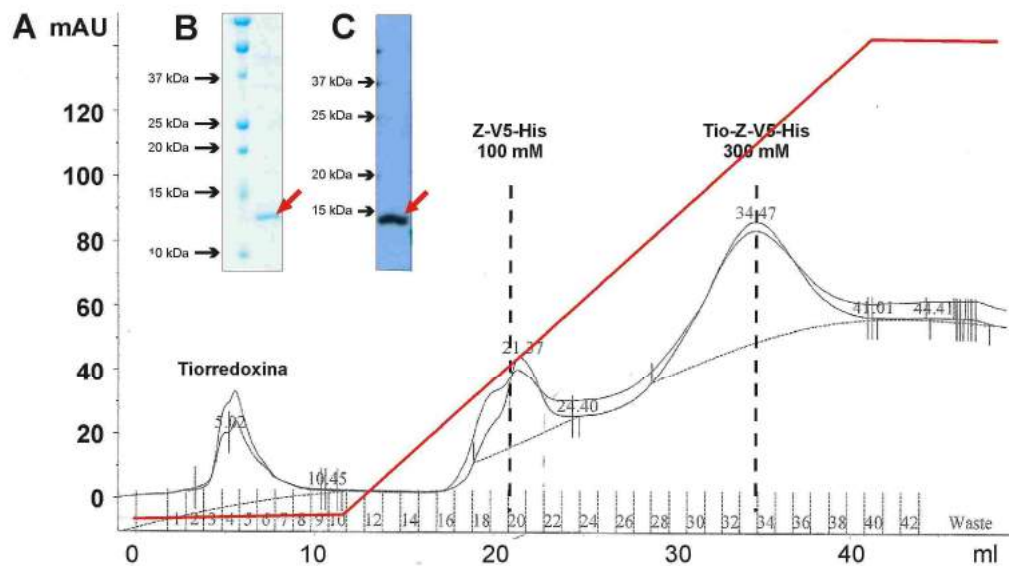 A
mAU
B
C
37 kDa
25 kDa
20 kDa
15 kDa
10 kDa
37 kDa
25 kDa
20 kDa
15 kDa
Z-V5-His
100 mM
Tio-Z-V5-His
300 mM
120
100
80
60
40
20
0
Tiorredoxina
5.92
10.45
21.37
24.40
34.47
41.01
44.41
1 2 3 4 5 6 7 8 9 10 12 14 16 18 20 22 24 26 28 30 32 34 36 38 40 42 Waste
0 10 20 30 40 ml